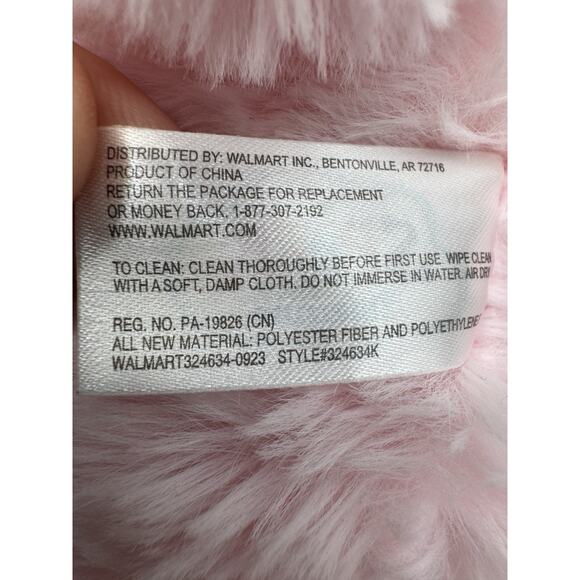 DISTRIBUTED BY: WALMART INC., BENTONVILLE, AR 72716
PRODUCT OF CHINA
RETURN THE PACKAGE FOR REPLACEMENT
OR MONEY BACK, 1-877-307-2192
WWW.WALMART.COM
TO CLEAN: CLEAN THOROUGHLY BEFORE FIRST USE. WIPE CLEAN
WITH A SOFT, DAMP CLOTH. DO NOT IMMERSE IN WATER. AIR DRY
REG. NO. PA-19826 (CN)
ALL NEW MATERIAL: POLYESTER FIBER AND POLYETHYLENE
WALMART324634-0923 STYLE#324634K